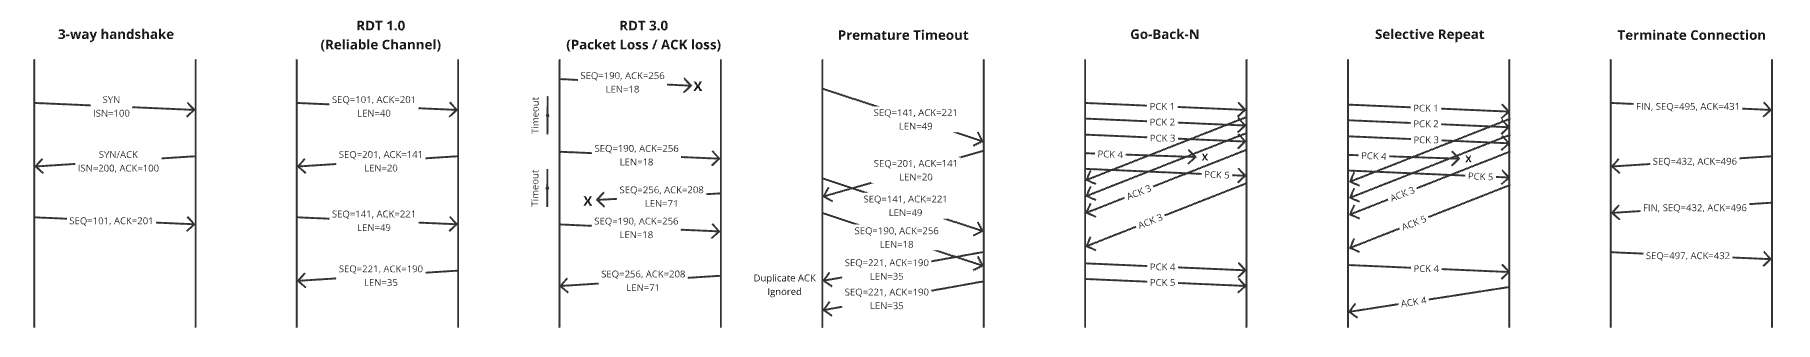 3-way handshake
SYN
ISN=100
SYN/ACK
ISN=200, ACK=100
SEQ=101, ACK=201
RDT 1.0
(Reliable Channel)
SEQ=101, ACK=201
LEN=40
SEQ=201, ACK=141
LEN=20
SEQ=141, ACK=221
LEN=49
SEQ=221, ACK=190
LEN=35
RDT 3.0
(Packet Loss / ACK loss)
SEQ=190, ACK=256
LEN=18
X
Timeout
SEQ=190, ACK=256
LEN=18
Timeout
SEQ=256, ACK=208
LEN=71
X
SEQ=190, ACK=256
LEN=18
SEQ=256, ACK=208
LEN=71
Premature Timeout
SEQ=141, ACK=221
LEN=49
SEQ=201, ACK=141
LEN=20
SEQ=141, ACK=221
LEN=49
SEQ=190, ACK=256
LEN=18
SEQ=221, ACK=190
LEN=35
Duplicate ACK
Ignored
SEQ=221, ACK=190
LEN=35
Go-Back-N
PCK 1
PCK 2
PCK 3
PCK 4
X
PCK 5
ACK 3
ACK 3
PCK 4
PCK 5
Selective Repeat
PCK 1
PCK 2
PCK 3
PCK 4
X
PCK 5
ACK 3
ACK 5
PCK 4
ACK 4
Terminate Connection
FIN, SEQ=495, ACK=431
SEQ=432, ACK=496
FIN, SEQ=432, ACK=496
SEQ=497, ACK=432